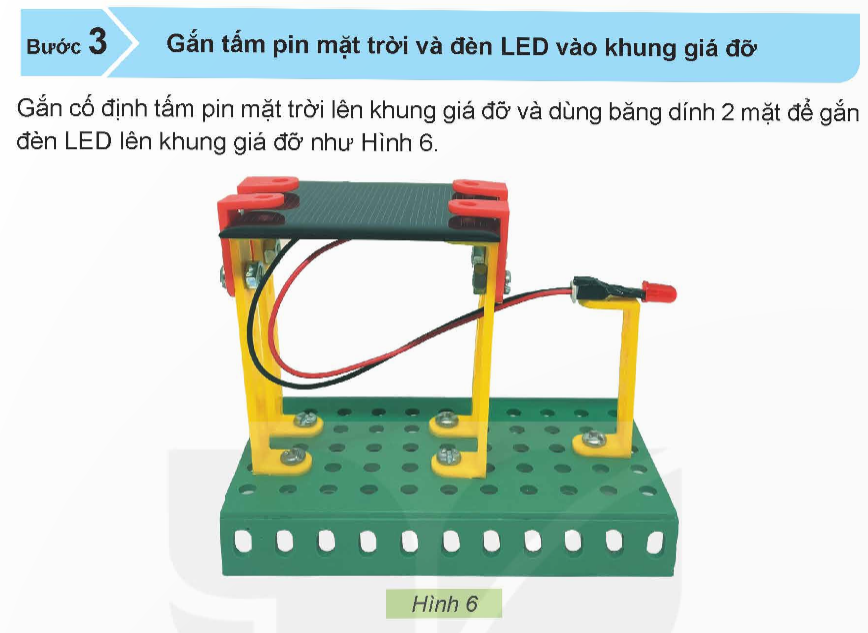 Bước 3
Gắn tấm pin mặt trời và đèn LED vào khung giá đỡ
Gắn cố định tấm pin mặt trời lên khung giá đỡ và dùng băng dính 2 mặt để gắn
đèn LED lên khung giá đỡ như Hình 6.
Hình 6